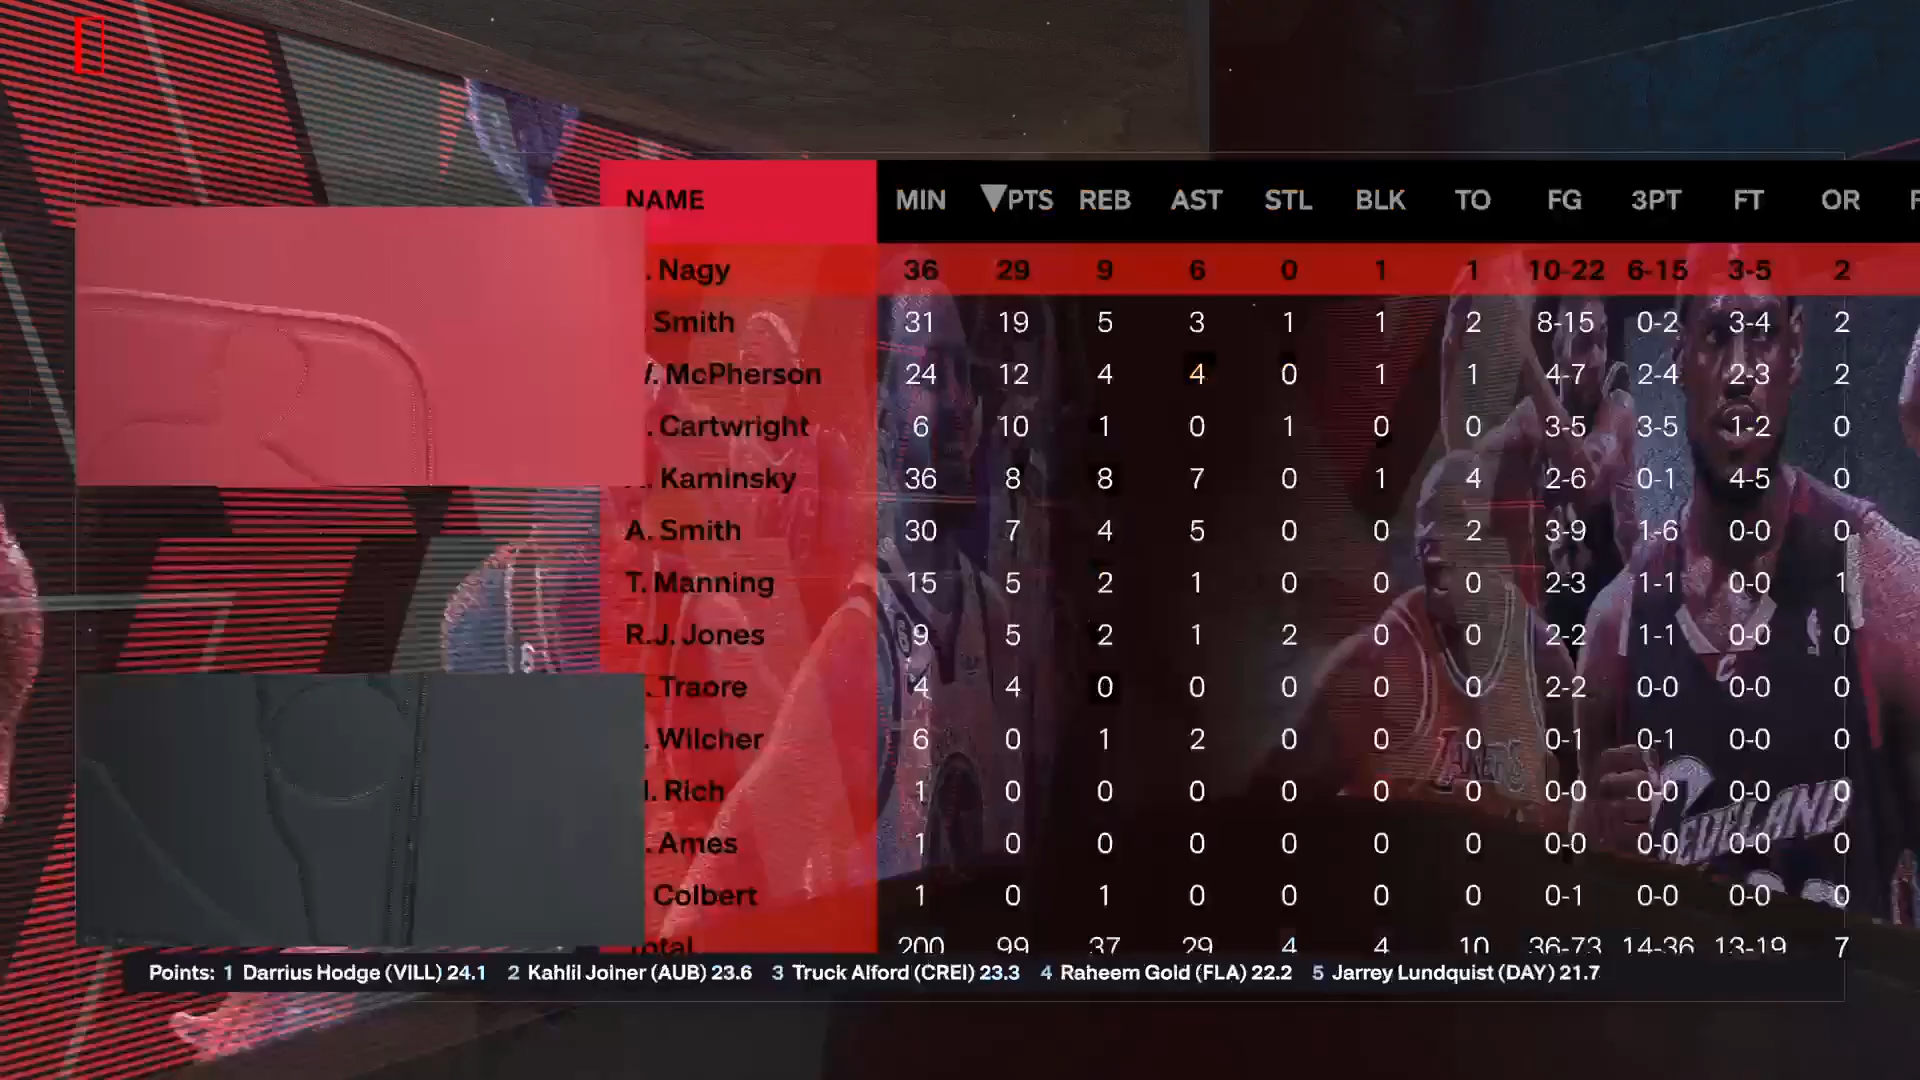 NAME MIN ▼PTS REB AST STL BLK TO FG 3PT FT OR
. Nagy 36 29 9 6 0 1 1 10-22 6-15 3-5 2
Smith 31 19 5 3 1 1 2 8-15 0-2 3-4 2
. McPherson 24 12 4 4 0 1 1 4-7 2-4 2-3 2
. Cartwright 6 10 1 0 1 0 0 3-5 3-5 1-2 0
. Kaminsky 36 8 8 7 0 1 4 2-6 0-1 4-5 0
A. Smith 30 7 4 5 0 0 2 3-9 1-6 0-0 0
T. Manning 15 5 2 1 0 0 0 2-3 1-1 0-0 1
R.J. Jones 9 5 2 1 2 0 0 2-2 1-1 0-0 0
. Traore 4 4 0 0 0 0 0 2-2 0-0 0-0 0
. Wilcher 6 0 1 2 0 0 0 0-1 0-1 0-0 0
. Rich 1 0 0 0 0 0 0 0-0 0-0 0-0 0
. Ames 1 0 0 0 0 0 0 0-0 0-0 0-0 0
Colbert 1 0 1 0 0 0 0 0-1 0-0 0-0 0
Total 200 99 37 29 4 4 10 36-73 14-36 13-19 7
Points: 1 Darrius Hodge (VILL) 24.1 2 Kahlil Joiner (AUB) 23.6 3 Truck Alford (CREI) 23.3 4 Raheem Gold (FLA) 22.2 5 Jarrey Lundquist (DAY) 21.7
CLEVELAND
LAKERS